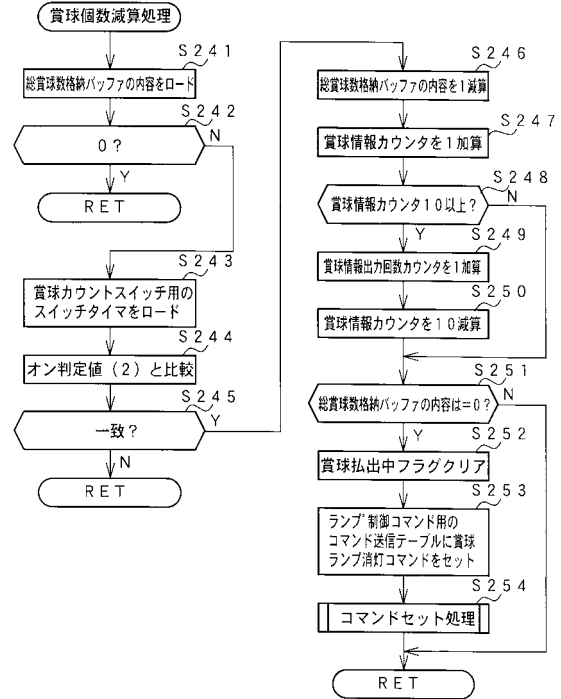 賞球個数減算処理
S241
総賞球数格納バッファの内容をロード
S242
0?
N
Y
RET
S243
賞球カウントスイッチ用の
スイッチタイマをロード
S244
オン判定値(2)と比較
S245
一致?
Y
N
RET
S246
総賞球数格納バッファの内容を1減算
S247
賞球情報カウンタを1加算
S248
賞球情報カウンタ10以上?
N
Y
S249
賞球情報出力回数カウンタを1加算
S250
賞球情報カウンタを10減算
S251
総賞球数格納バッファの内容は=0?
N
Y
S252
賞球払出中フラグクリア
S253
ランプ制御コマンド用の
コマンド送信テーブルに賞球
ランプ消灯コマンドをセット
S254
コマンドセット処理
RET